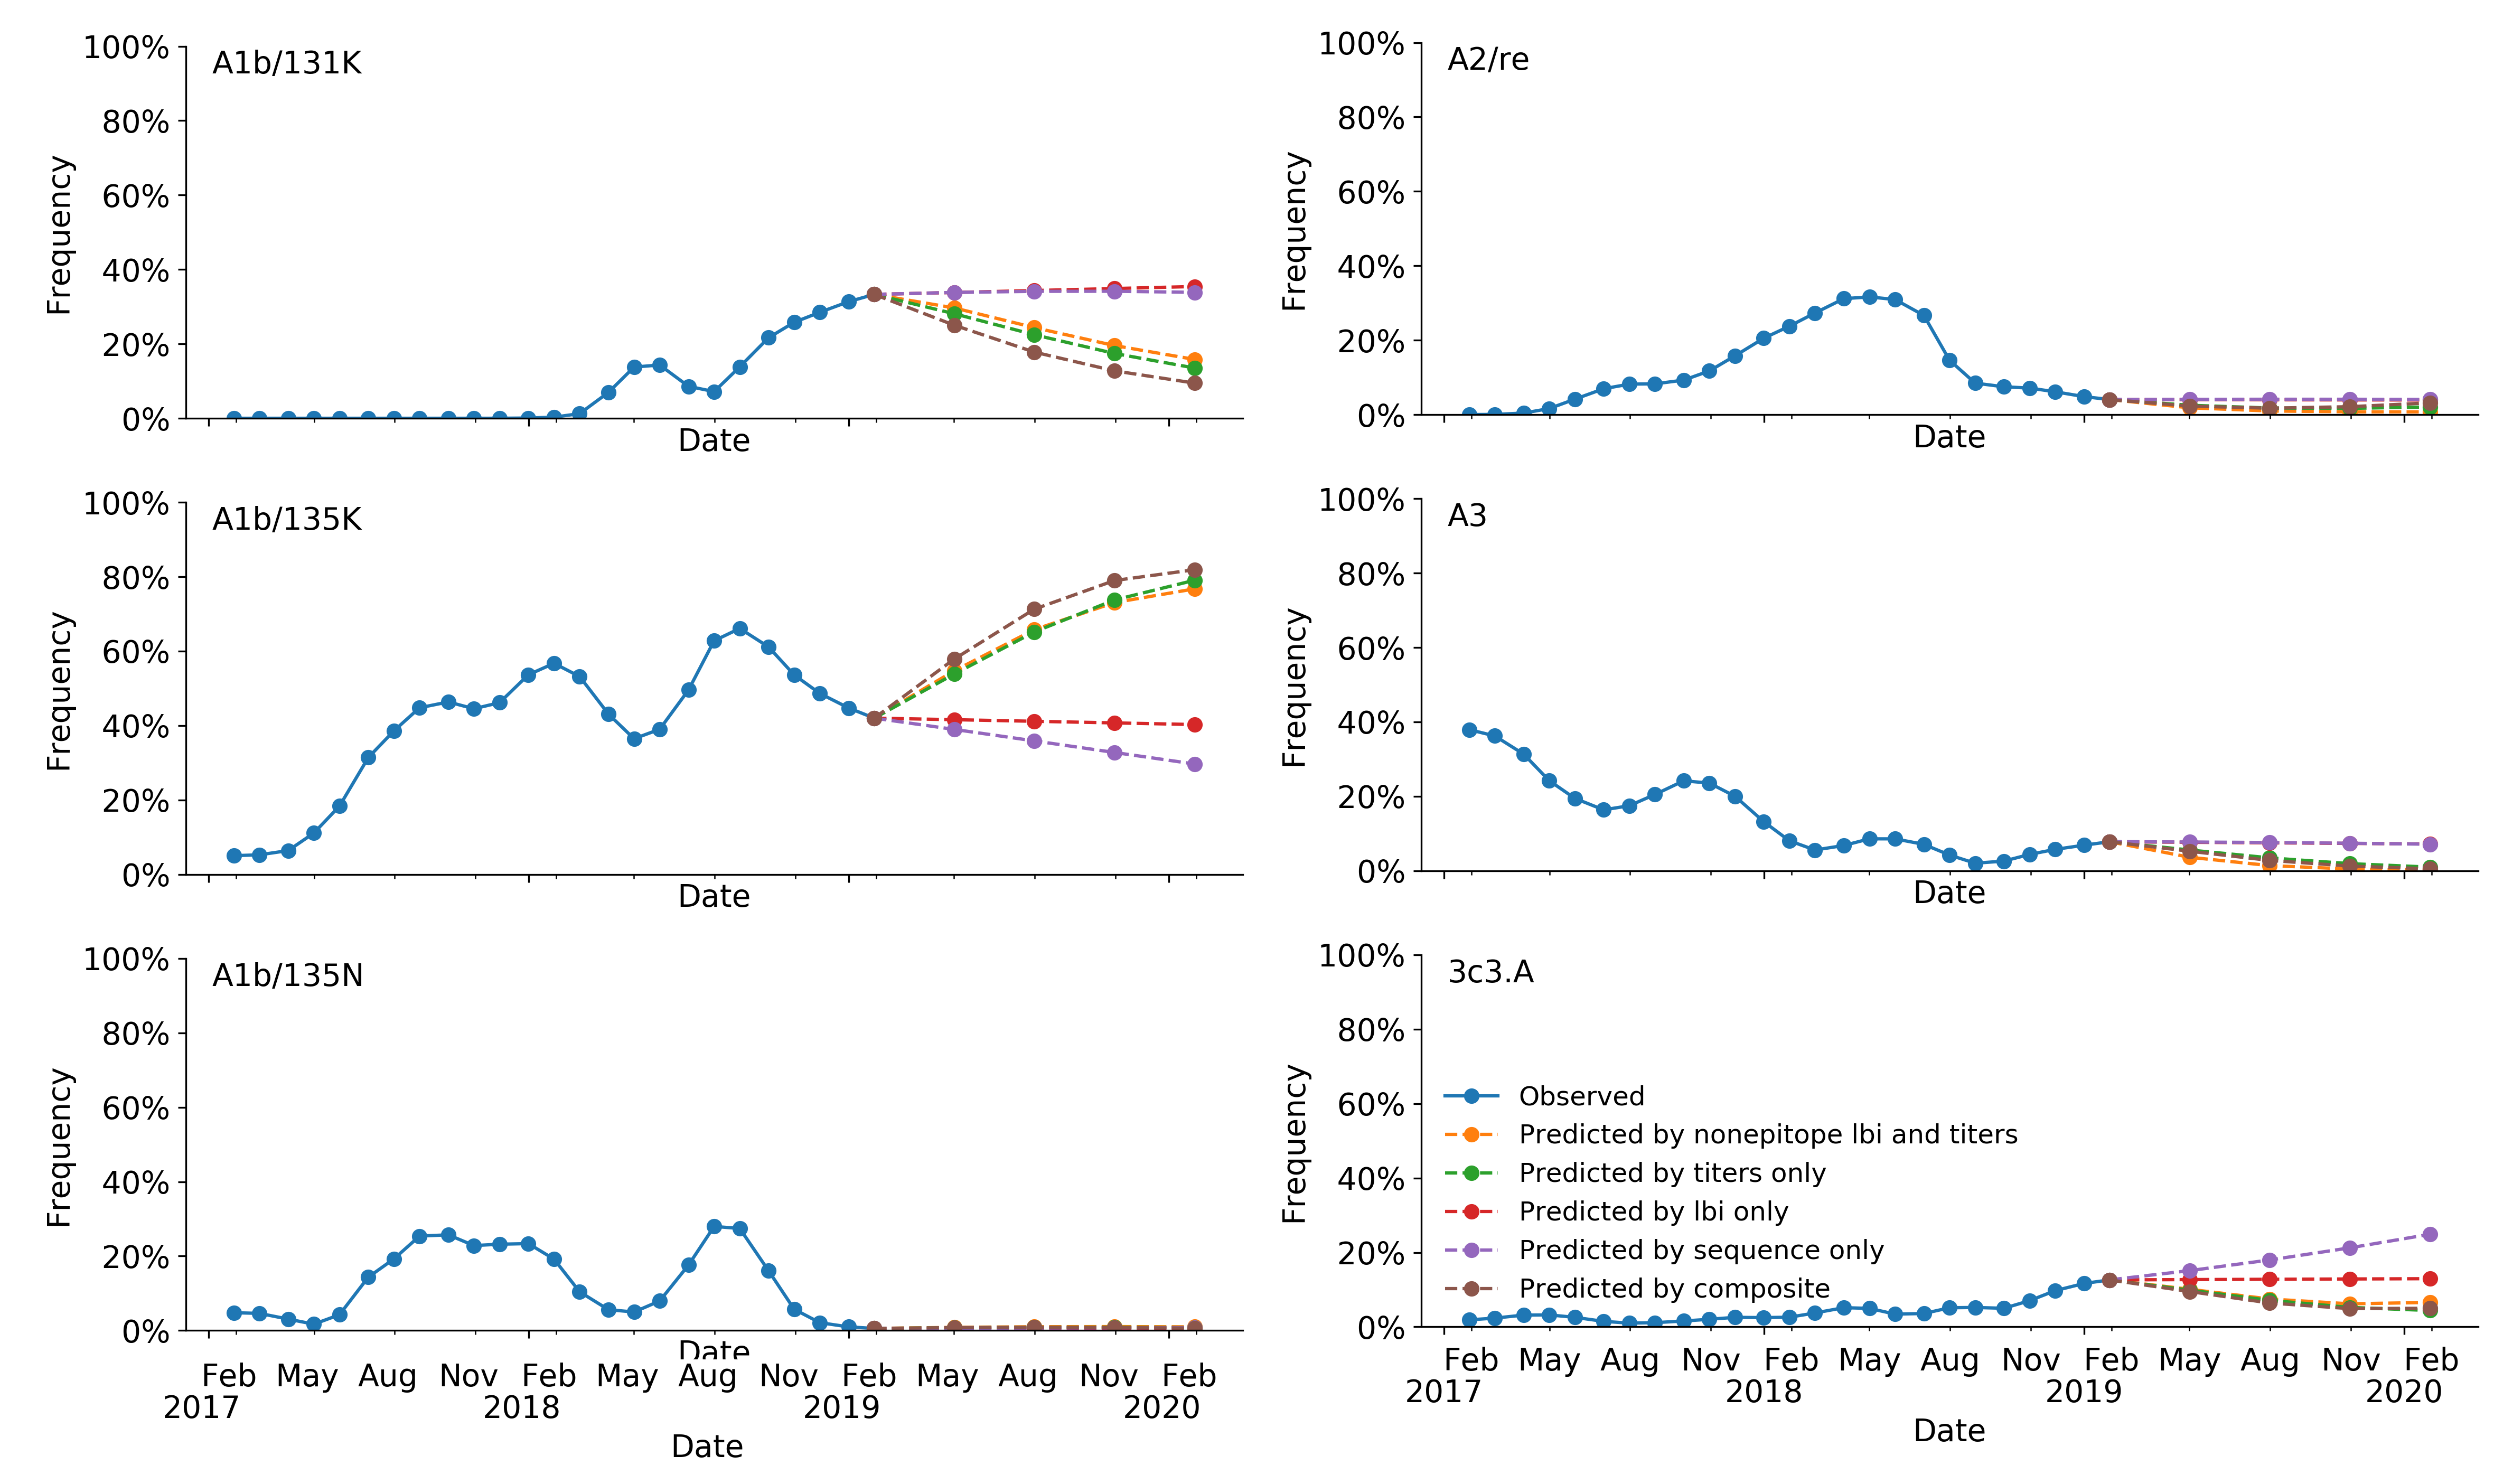 A1b/131K
100%
80%
60%
40%
20%
0%
Frequency
Date
A2/re
100%
80%
60%
40%
20%
0%
Frequency
Date
A1b/135K
100%
80%
60%
40%
20%
0%
Frequency
Date
A3
100%
80%
60%
40%
20%
0%
Frequency
Date
A1b/135N
100%
80%
60%
40%
20%
0%
Frequency
Date
Feb May Aug Nov Feb May Aug Nov Feb May Aug Nov Feb
2017 2018 2019 2020
Date
3c3.A
100%
80%
60%
40%
20%
0%
Frequency
Observed
Predicted by nonepitope lbi and titers
Predicted by titers only
Predicted by lbi only
Predicted by sequence only
Predicted by composite
Feb May Aug Nov Feb May Aug Nov Feb May Aug Nov Feb
2017 2018 2019 2020
Date